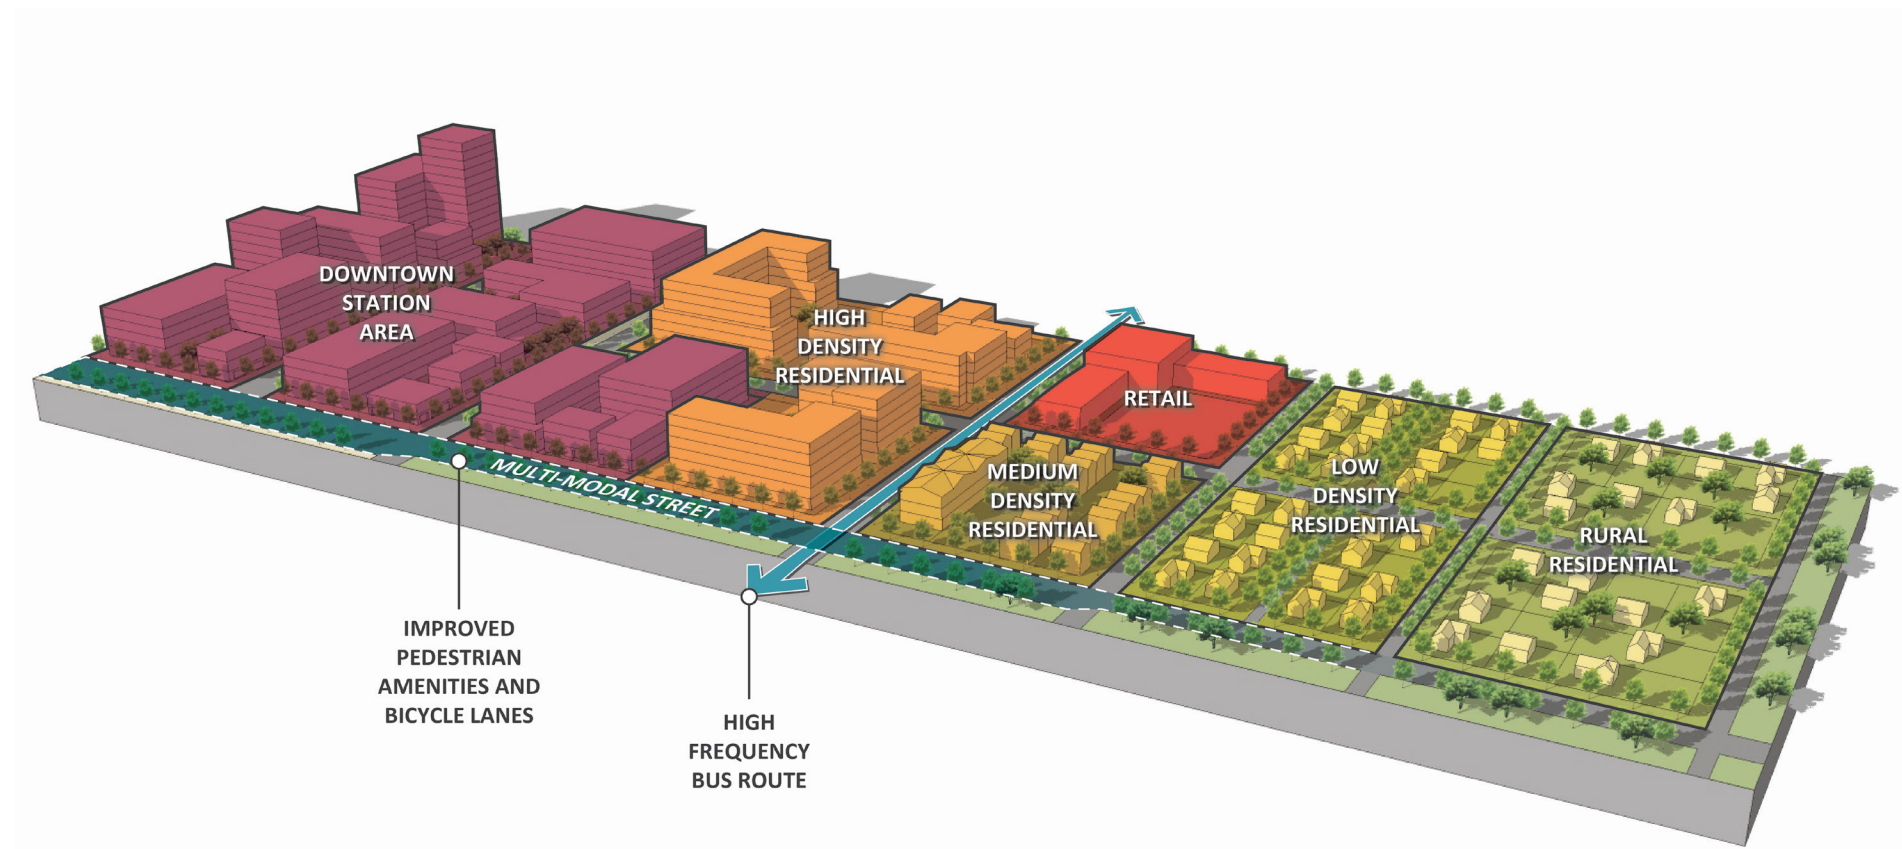 DOWNTOWN
STATION
AREA
HIGH
DENSITY
RESIDENTIAL
RETAIL
MEDIUM
DENSITY
RESIDENTIAL
LOW
DENSITY
RESIDENTIAL
RURAL
RESIDENTIAL
MULTI-MODAL STREET
IMPROVED
PEDESTRIAN
AMENITIES AND
BICYCLE LANES
HIGH
FREQUENCY
BUS ROUTE